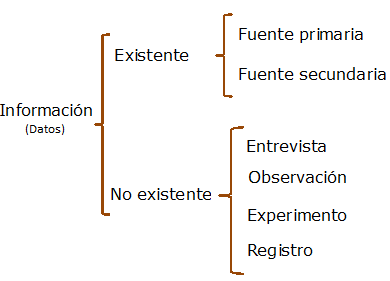 Información
(Datos)
Existente
Fuente primaria
Fuente secundaria
No existente
Entrevista
Observación
Experimento
Registro